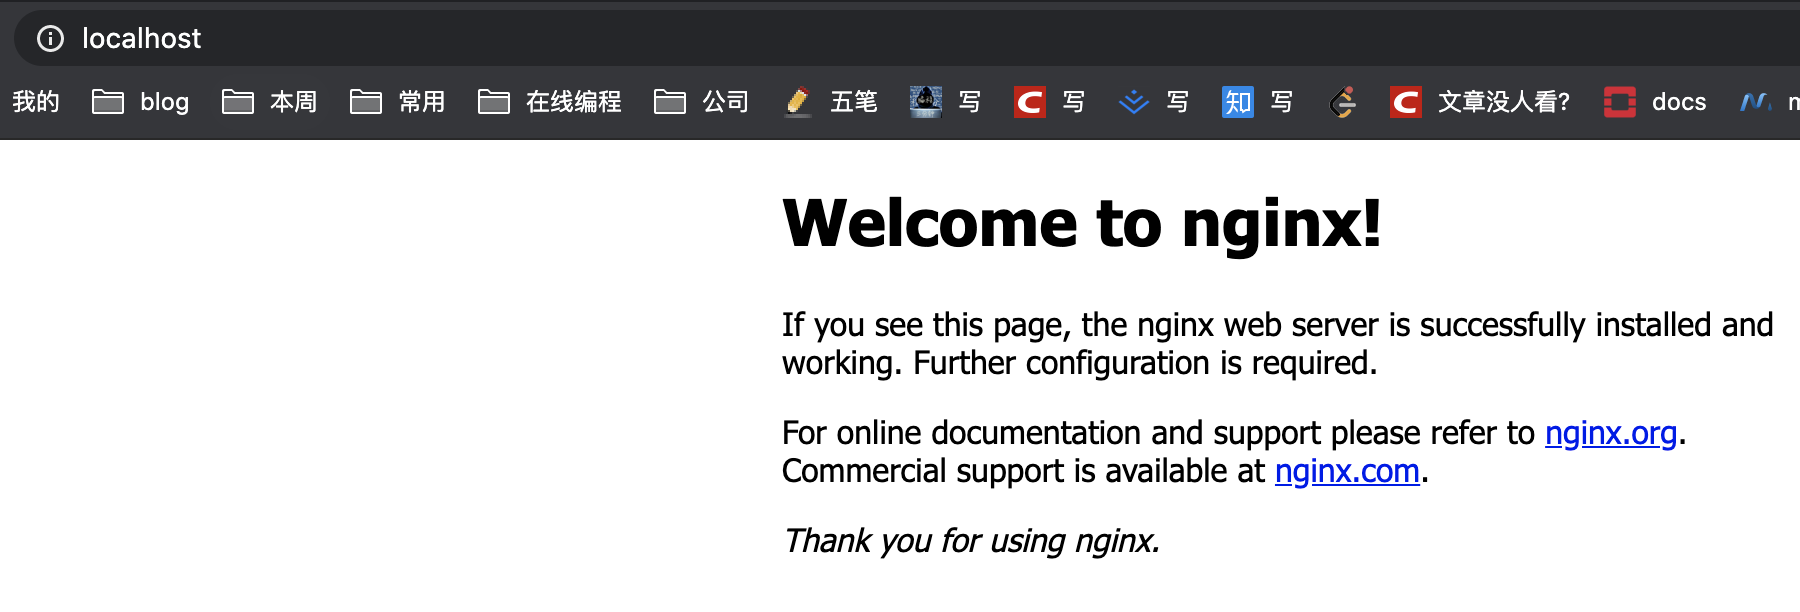 localhost
我的 blog 本周 常用 在线编程 公司 五笔 写 C 写 写 知 写 C 文章没人看? docs
Welcome to nginx!
If you see this page, the nginx web server is successfully installed and
working. Further configuration is required.
For online documentation and support please refer to nginx.org.
Commercial support is available at nginx.com.
Thank you for using nginx.